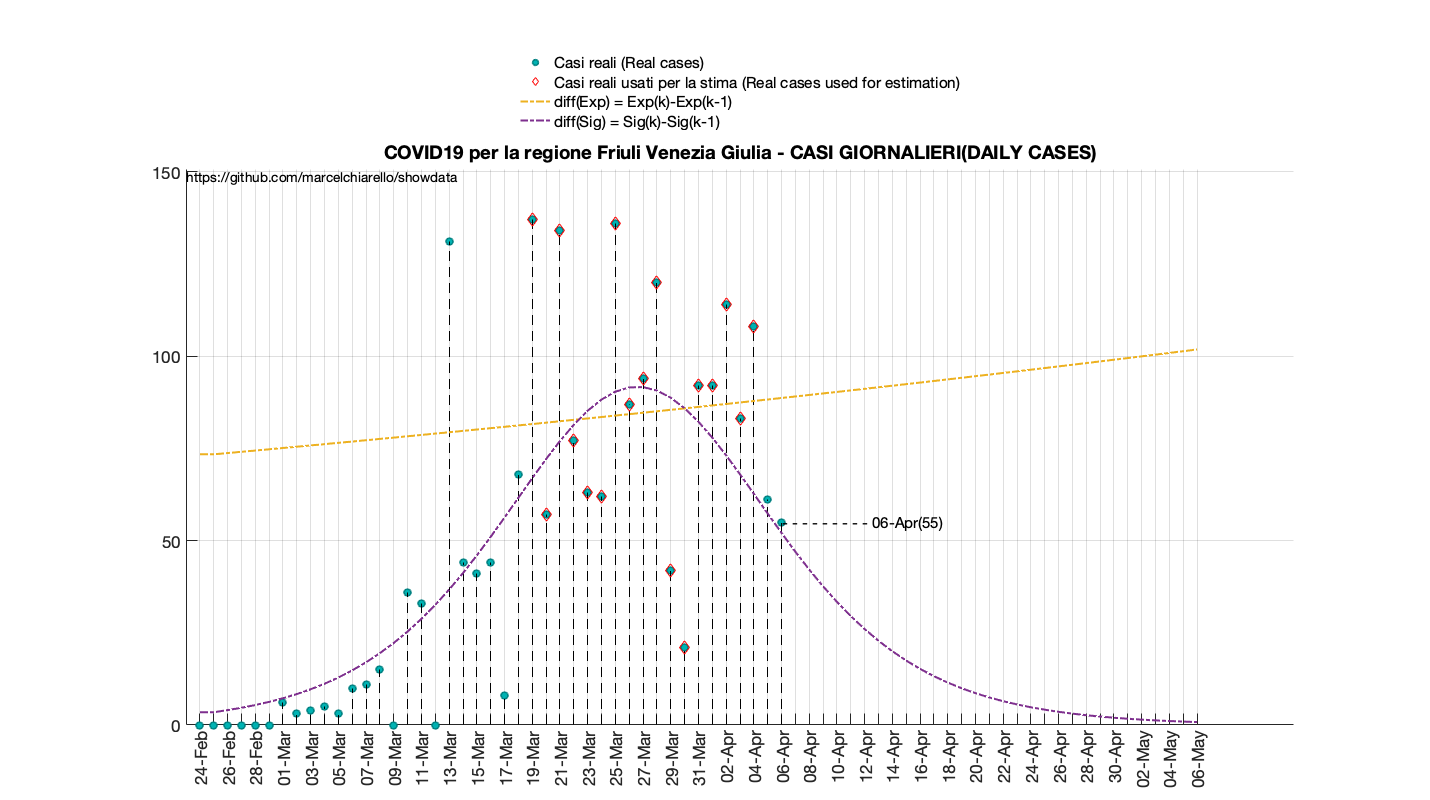 Casi reali (Real cases)
Casi reali usati per la stima (Real cases used for estimation)
diff(Exp) = Exp(k)-Exp(k-1)
diff(Sig) = Sig(k)-Sig(k-1)
COVID19 per la regione Friuli Venezia Giulia - CASI GIORNALIERI(DAILY CASES)
150
https://github.com/marcelchiarello/showdata
100
50
06-Apr(55)
0
24-Feb
26-Feb
28-Feb
01-Mar
03-Mar
05-Mar
07-Mar
09-Mar
11-Mar
13-Mar
15-Mar
17-Mar
19-Mar
21-Mar
23-Mar
25-Mar
27-Mar
29-Mar
31-Mar
02-Apr
04-Apr
06-Apr
08-Apr
10-Apr
12-Apr
14-Apr
16-Apr
18-Apr
20-Apr
22-Apr
24-Apr
26-Apr
28-Apr
30-Apr
02-May
04-May
06-May